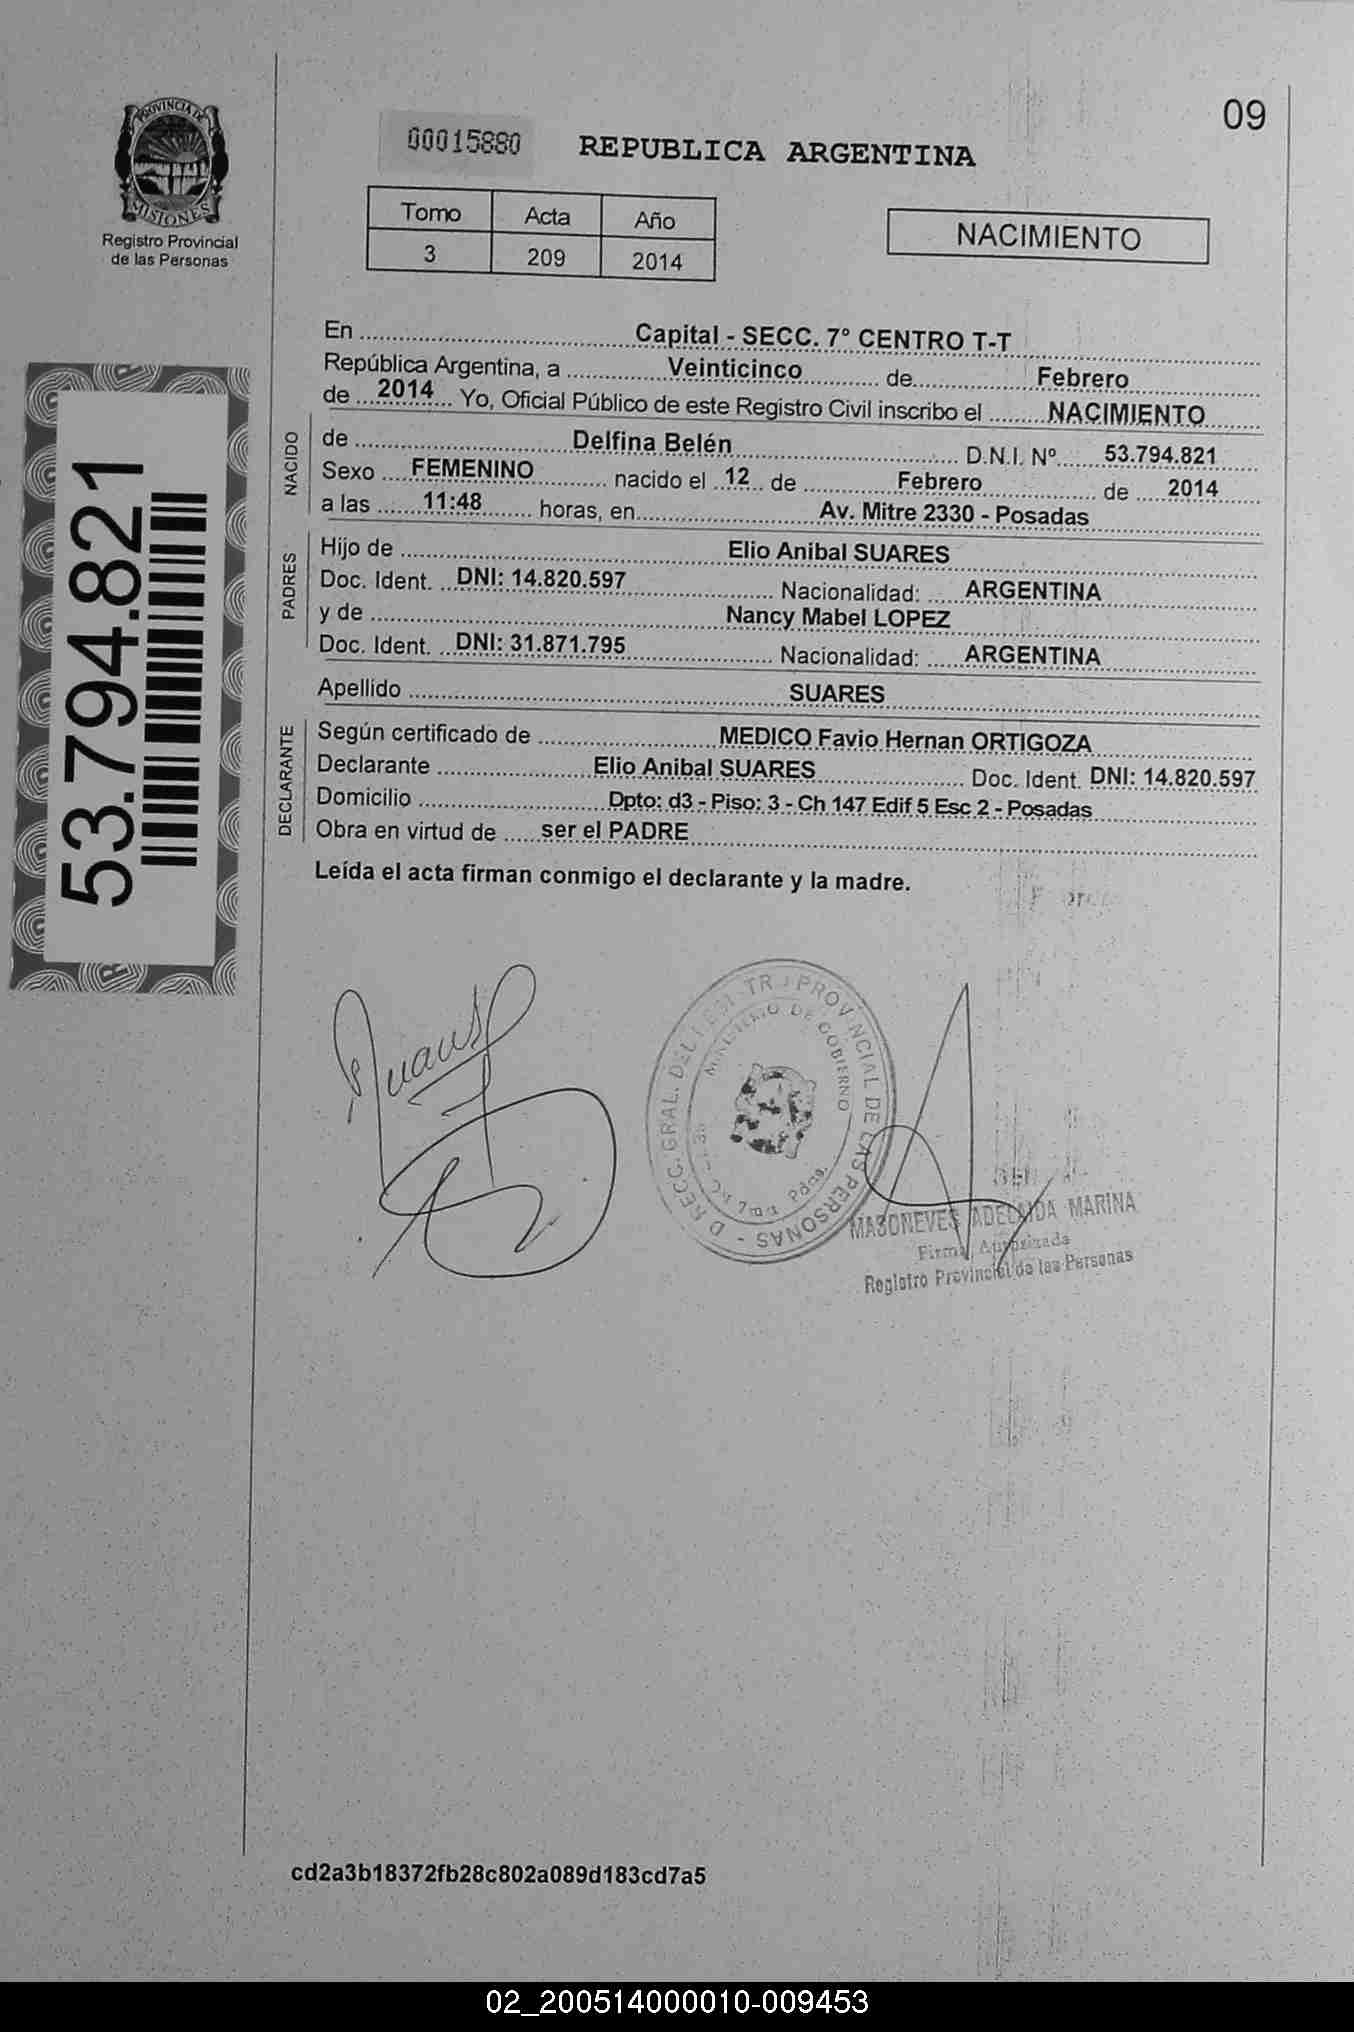 09
PROVINCIA DE
MISIONES
Registro Provincial
de las Personas
00015880
REPUBLICA ARGENTINA
Tomo Acta Año
3 209 2014
NACIMIENTO
53.794.821
En Capital - SECC. 7° CENTRO T-T
República Argentina, a Veinticinco de Febrero
de 2014 Yo, Oficial Público de este Registro Civil inscribo el NACIMIENTO
NACIDO
de Delfina Belén D.N.I. Nº 53.794.821
Sexo FEMENINO nacido el 12 de Febrero de 2014
a las 11:48 horas, en Av. Mitre 2330 - Posadas
PADRES
Hijo de Elio Anibal SUARES
Doc. Ident. DNI: 14.820.597 Nacionalidad: ARGENTINA
y de Nancy Mabel LOPEZ
Doc. Ident. DNI: 31.871.795 Nacionalidad: ARGENTINA
Apellido SUARES
DECLARANTE
Según certificado de MEDICO Favio Hernan ORTIGOZA
Declarante Elio Anibal SUARES Doc. Ident. DNI: 14.820.597
Domicilio Dpto: d3 - Piso: 3 - Ch 147 Edif 5 Esc 2 - Posadas
Obra en virtud de ser el PADRE
Leída el acta firman conmigo el declarante y la madre.
PROVINCIAL DE LAS PERSONAS
MINISTERIO DE GOBIERNO
MASONEVES ADELAIDA MARINA
Firma Autorizada
Registro Provincial de las Personas
cd2a3b18372fb28c802a089d183cd7a5
02_200514000010-009453